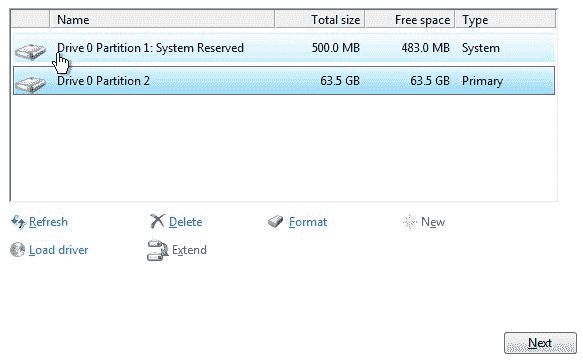 Name Total size Free space Type
Drive 0 Partition 1: System Reserved 500.0 MB 483.0 MB System
Drive 0 Partition 2 63.5 GB 63.5 GB Primary
Refresh Delete Format New
Load driver Extend
Next